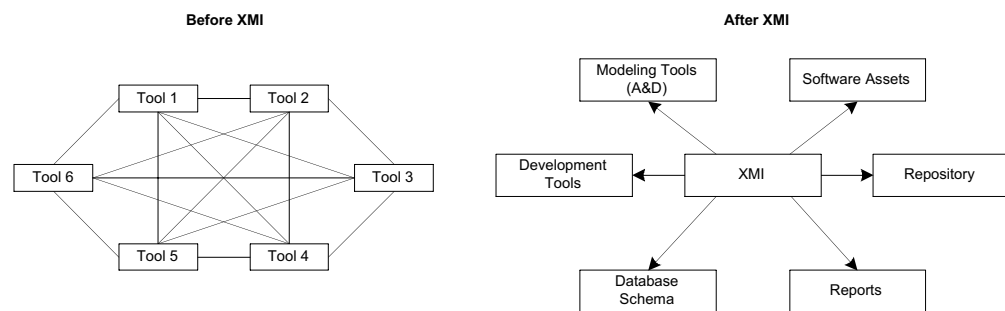 Before XMI
Tool 1
Tool 2
Tool 6
Tool 3
Tool 5
Tool 4
After XMI
Modeling Tools
(A&D)
Software Assets
Development
Tools
XMI
Repository
Database
Schema
Reports